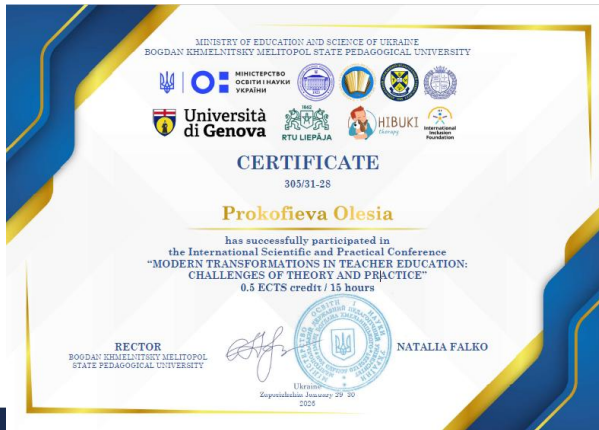 MINISTRY OF EDUCATION AND SCIENCE OF UKRAINE
BOGDAN KHMELNITSKY MELITOPOL STATE PEDAGOGICAL UNIVERSITY
МІНІСТЕРСТВО
ОСВІТИ І НАУКИ
УКРАЇНИ
Università
di Genova
1862
RTU LIEPĀJA
HIBUKI
therapy
International
Inclusion
Foundation
CERTIFICATE
305/31-28
Prokofieva Olesia
has successfully participated in
the International Scientific and Practical Conference
“MODERN TRANSFORMATIONS IN TEACHER EDUCATION:
CHALLENGES OF THEORY AND PRACTICE”
0.5 ECTS credit / 15 hours
RECTOR
BOGDAN KHMELNITSKY MELITOPOL
STATE PEDAGOGICAL UNIVERSITY
NATALIA FALKO
Ukraine
Zaporizhzhia January 29-30
2026